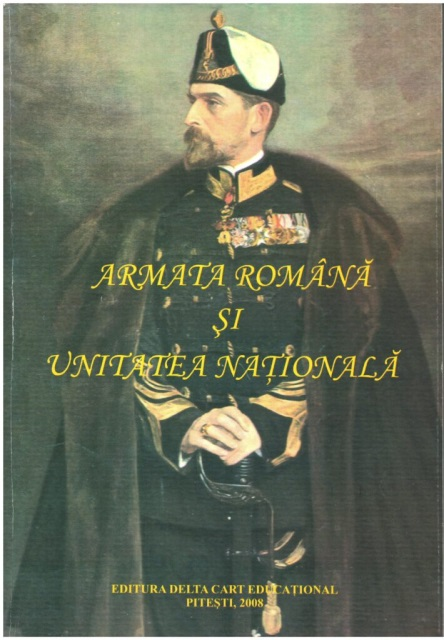 ARMATA ROMÂNĂ
ŞI
UNITATEA NAŢIONALĂ
EDITURA DELTA CART EDUCAŢIONAL
PITEŞTI, 2008